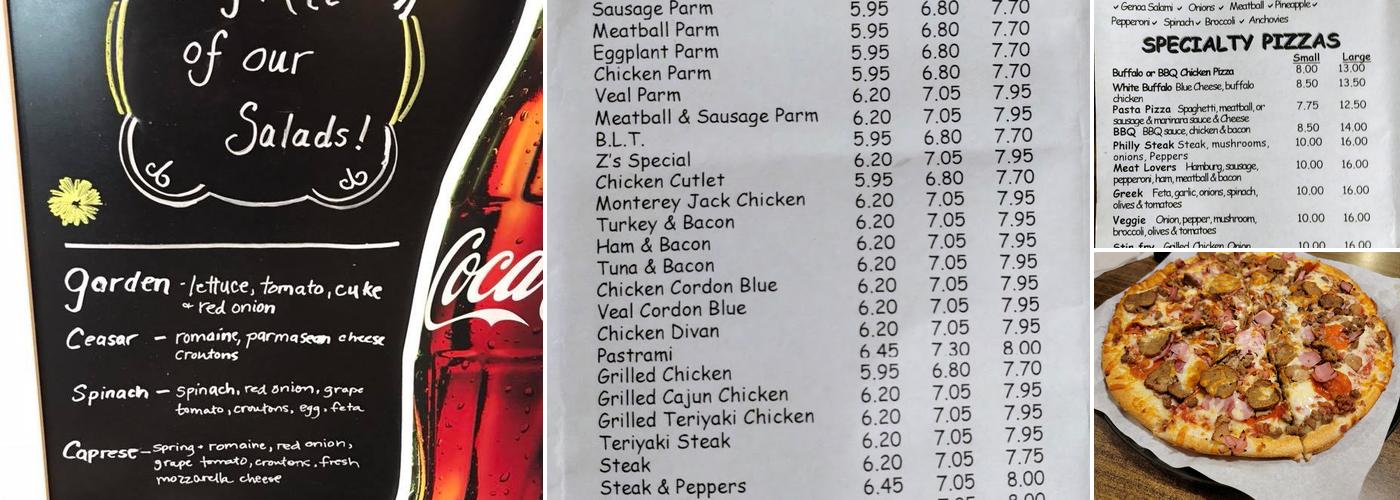 of our
Salads!
garden - lettuce, tomato, cuke
+ red onion
Ceasar - romaine, parmasean cheese
croutons
Spinach - spinach, red onion, grape
tomato, croutons, egg, feta
Caprese - spring + romaine, red onion,
grape tomato, croutons, fresh
mozzarella cheese
Coca
Sausage Parm 5.95 6.80 7.70
Meatball Parm 5.95 6.80 7.70
Eggplant Parm 5.95 6.80 7.70
Chicken Parm 5.95 6.80 7.70
Veal Parm 6.20 7.05 7.95
Meatball & Sausage Parm 6.20 7.05 7.95
B.L.T. 5.95 6.80 7.70
Z's Special 6.20 7.05 7.95
Chicken Cutlet 5.95 6.80 7.70
Monterey Jack Chicken 6.20 7.05 7.95
Turkey & Bacon 6.20 7.05 7.95
Ham & Bacon 6.20 7.05 7.95
Tuna & Bacon 6.20 7.05 7.95
Chicken Cordon Blue 6.20 7.05 7.95
Veal Cordon Blue 6.20 7.05 7.95
Chicken Divan 6.20 7.05 7.95
Pastrami 6.45 7.30 8.00
Grilled Chicken 5.95 6.80 7.70
Grilled Cajun Chicken 6.20 7.05 7.95
Grilled Teriyaki Chicken 6.20 7.05 7.95
Teriyaki Steak 6.20 7.05 7.95
Steak 6.20 7.05 7.75
Steak & Peppers 6.45 7.05 8.00
✓ Genoa Salami ✓ Onions ✓ Meatball ✓ Pineapple ✓
Pepperoni ✓ Spinach ✓ Broccoli ✓ Anchovies
SPECIALTY PIZZAS
Small Large
Buffalo or BBQ Chicken Pizza 8.00 13.00
White Buffalo Blue Cheese, buffalo 8.50 13.50
chicken
Pasta Pizza Spaghetti, meatball, or 7.75 12.50
sausage & marinara sauce & Cheese
BBQ BBQ sauce, chicken & bacon 8.50 14.00
Philly Steak Steak, mushrooms, 10.00 16.00
onions, Peppers
Meat Lovers Hamburg, sausage, 10.00 16.00
pepperoni, ham, meatball & bacon
Greek Feta, garlic, onions, spinach, 10.00 16.00
olives & tomatoes
Veggie Onion, pepper, mushroom, 10.00 16.00
broccoli, olives & tomatoes
Stir fry Grilled Chicken Onion 10.00 16.00